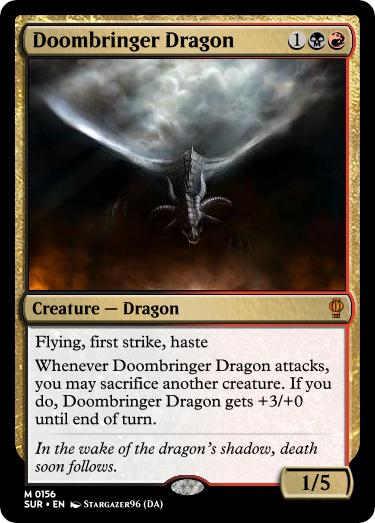 Doombringer Dragon 1
Creature — Dragon
Flying, first strike, haste
Whenever Doombringer Dragon attacks,
you may sacrifice another creature. If you
do, Doombringer Dragon gets +3/+0
until end of turn.
In the wake of the dragon's shadow, death
soon follows.
1/5
M 0156
SUR • EN STARGAZER96 (DA)